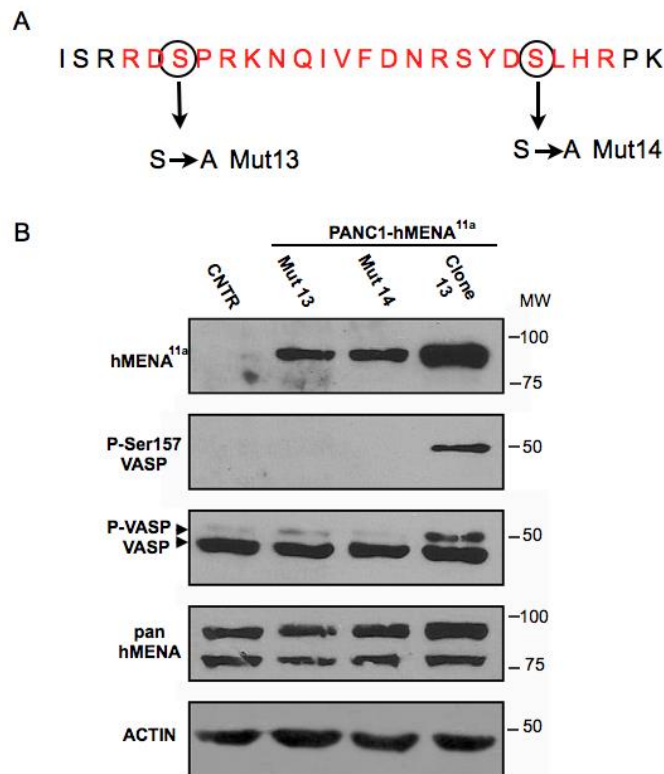 A
I S R R D S P R K N Q I V F D N R S Y D S L H R P K
S → A Mut13
S → A Mut14
B
PANC1-hMENA11a
CNTR
Mut 13
Mut 14
Clone 13
MW
hMENA11a
–100
–75
P-Ser157 VASP
–50
P-VASP
VASP
–50
pan hMENA
–100
–75
ACTIN
–50